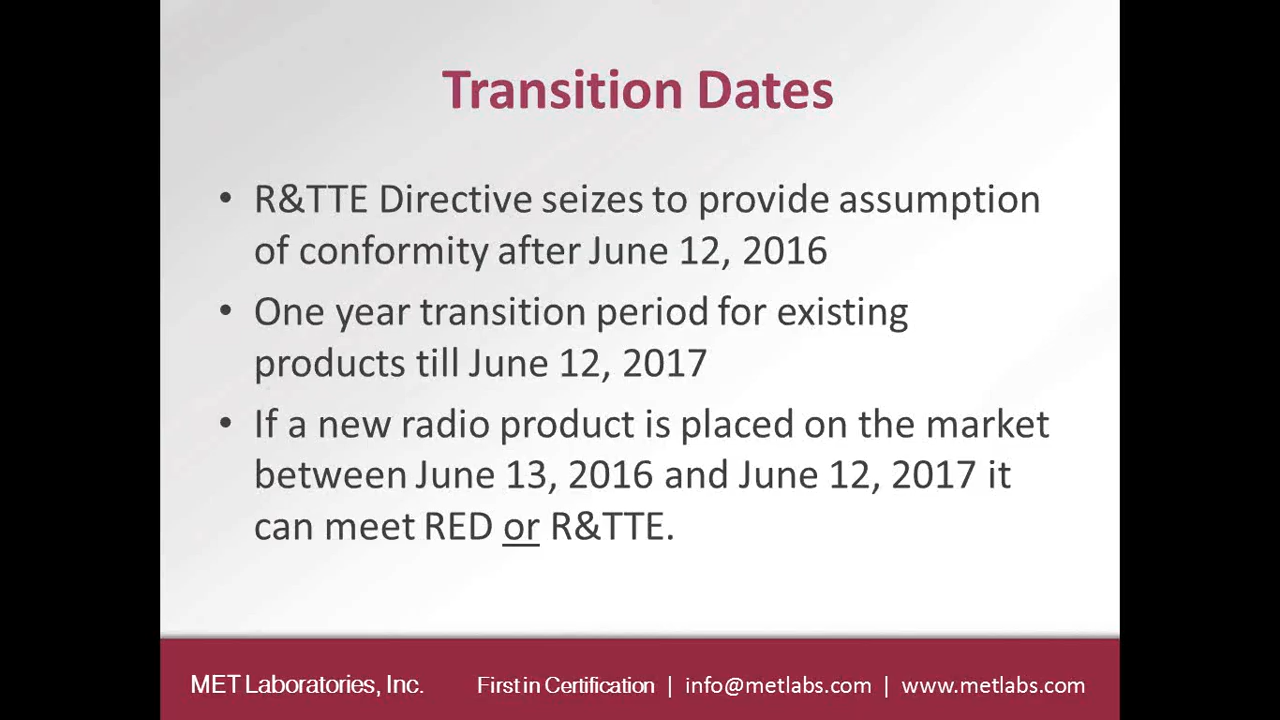 Transition Dates
• R&TTE Directive seizes to provide assumption
of conformity after June 12, 2016
• One year transition period for existing
products till June 12, 2017
• If a new radio product is placed on the market
between June 13, 2016 and June 12, 2017 it
can meet RED or R&TTE.
MET Laboratories, Inc. First in Certification | info@metlabs.com | www.metlabs.com